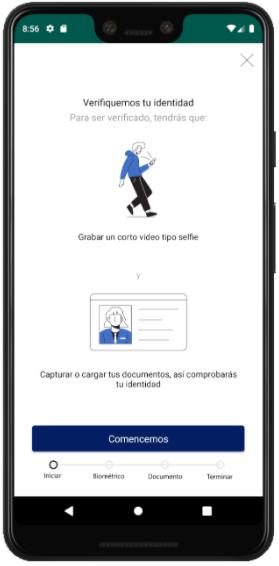 8:56
Verifiquemos tu identidad
Para ser verificado, tendrás que:
Grabar un corto video tipo selfie
y
Capturar o cargar tus documentos, así comprobarás
tu identidad
Comencemos
Iniciar Biométrico Documento Terminar